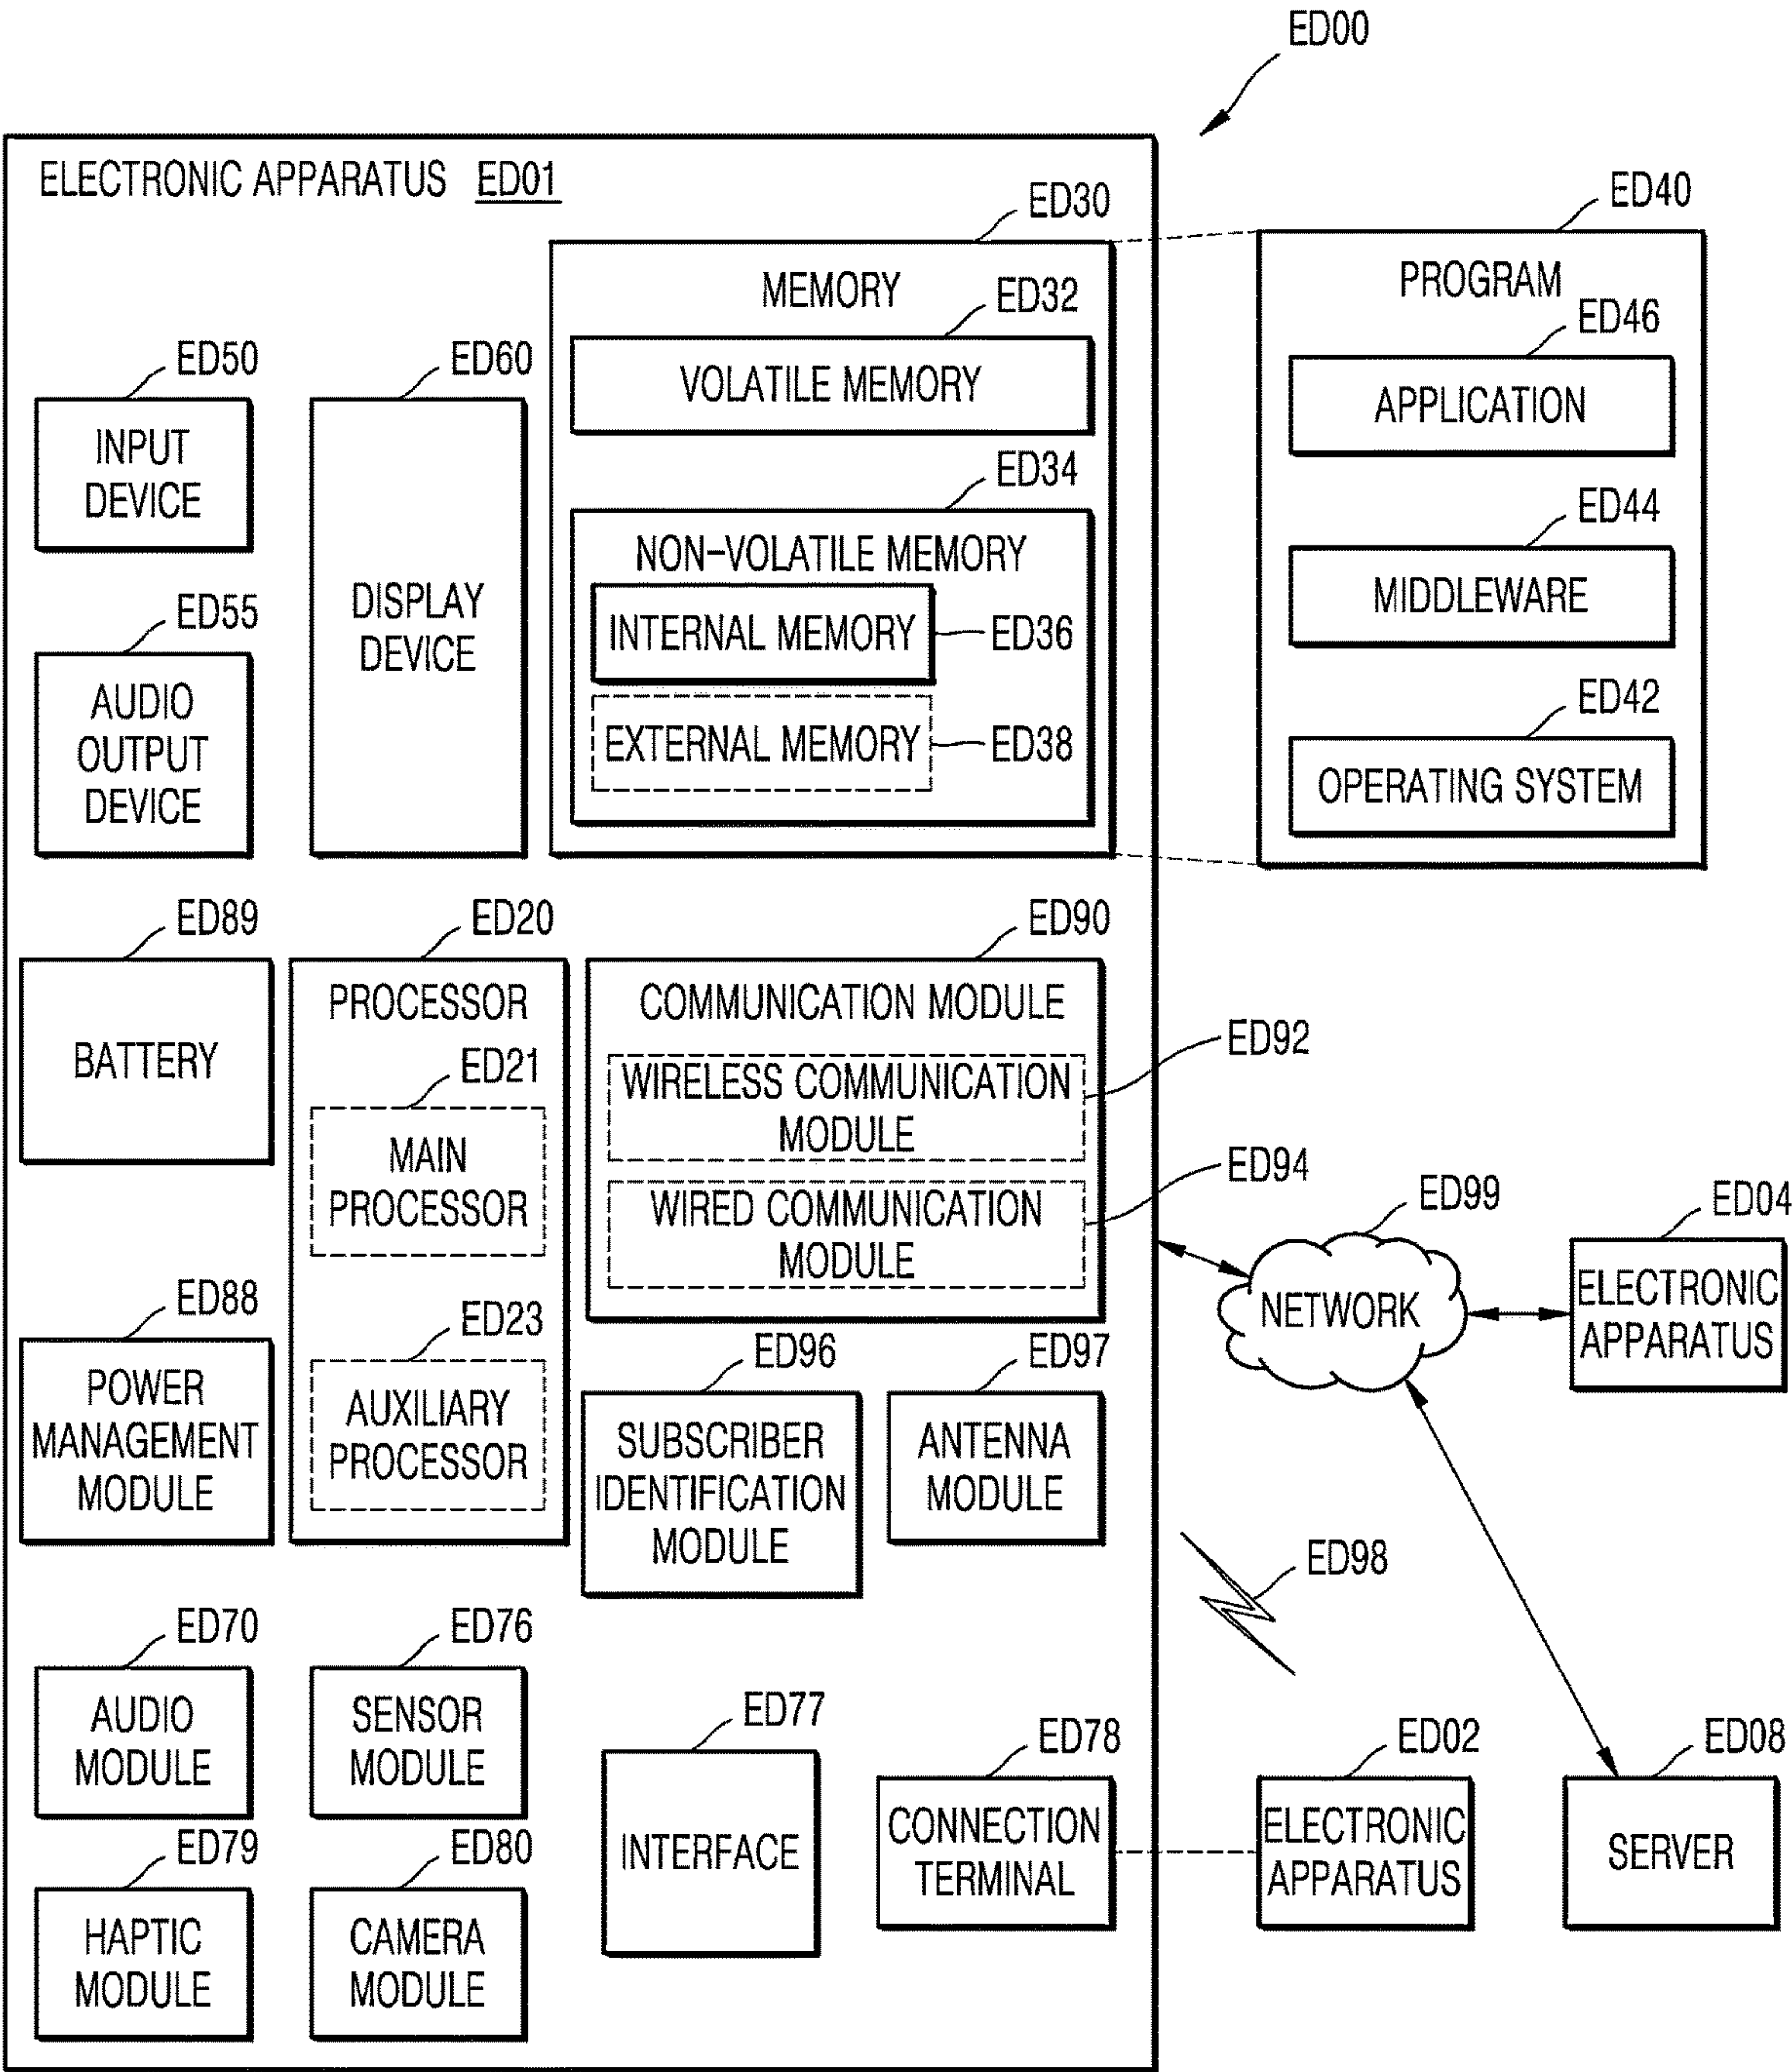 ED00
ELECTRONIC APPARATUS ED01
ED30
ED40
MEMORY
PROGRAM
ED32
ED46
VOLATILE MEMORY
APPLICATION
ED50
ED60
INPUT
DEVICE
ED34
ED44
NON-VOLATILE MEMORY
MIDDLEWARE
DISPLAY
DEVICE
INTERNAL MEMORY
ED36
ED55
AUDIO
OUTPUT
DEVICE
EXTERNAL MEMORY
ED38
ED42
OPERATING SYSTEM
ED89
ED20
ED90
BATTERY
PROCESSOR
COMMUNICATION MODULE
ED21
MAIN
PROCESSOR
WIRELESS COMMUNICATION
MODULE
ED92
WIRED COMMUNICATION
MODULE
ED94
ED99
ED04
NETWORK
ELECTRONIC
APPARATUS
ED88
ED23
ED96
ED97
POWER
MANAGEMENT
MODULE
AUXILIARY
PROCESSOR
SUBSCRIBER
IDENTIFICATION
MODULE
ANTENNA
MODULE
ED98
ED70
ED76
AUDIO
MODULE
SENSOR
MODULE
ED77
ED78
ED02
ED08
INTERFACE
CONNECTION
TERMINAL
ELECTRONIC
APPARATUS
SERVER
ED79
ED80
HAPTIC
MODULE
CAMERA
MODULE